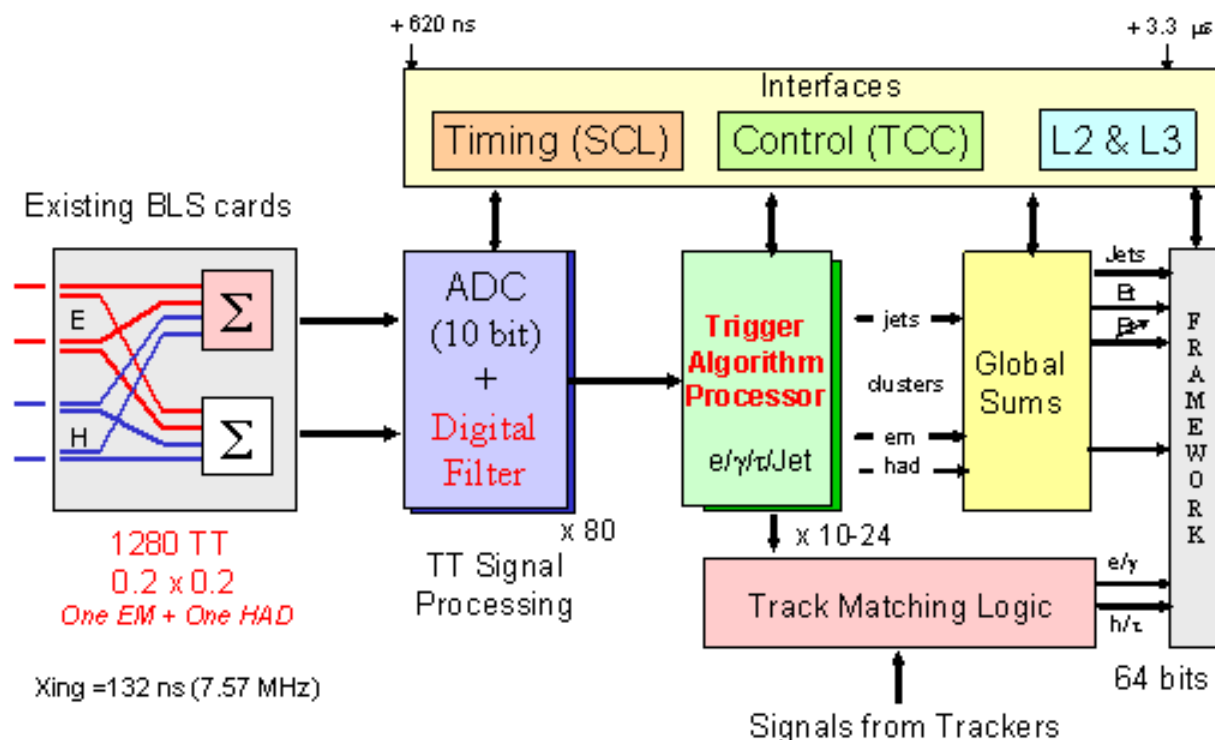 + 620 ns
+ 3.3 µs
Interfaces
Timing (SCL)
Control (TCC)
L2 & L3
Existing BLS cards
E
H
Σ
Σ
1280 TT
0.2 x 0.2
One EM + One HAD
Xing =132 ns (7.57 MHz)
ADC
(10 bit)
+
Digital
Filter
x 80
TT Signal
Processing
Trigger
Algorithm
Processor
e/γ/τ/Jet
x 10-24
jets
clusters
em
had
Global
Sums
Jets
Et
Et
FRAMEWORK
Track Matching Logic
e/γ
h/τ
64 bits
Signals from Trackers